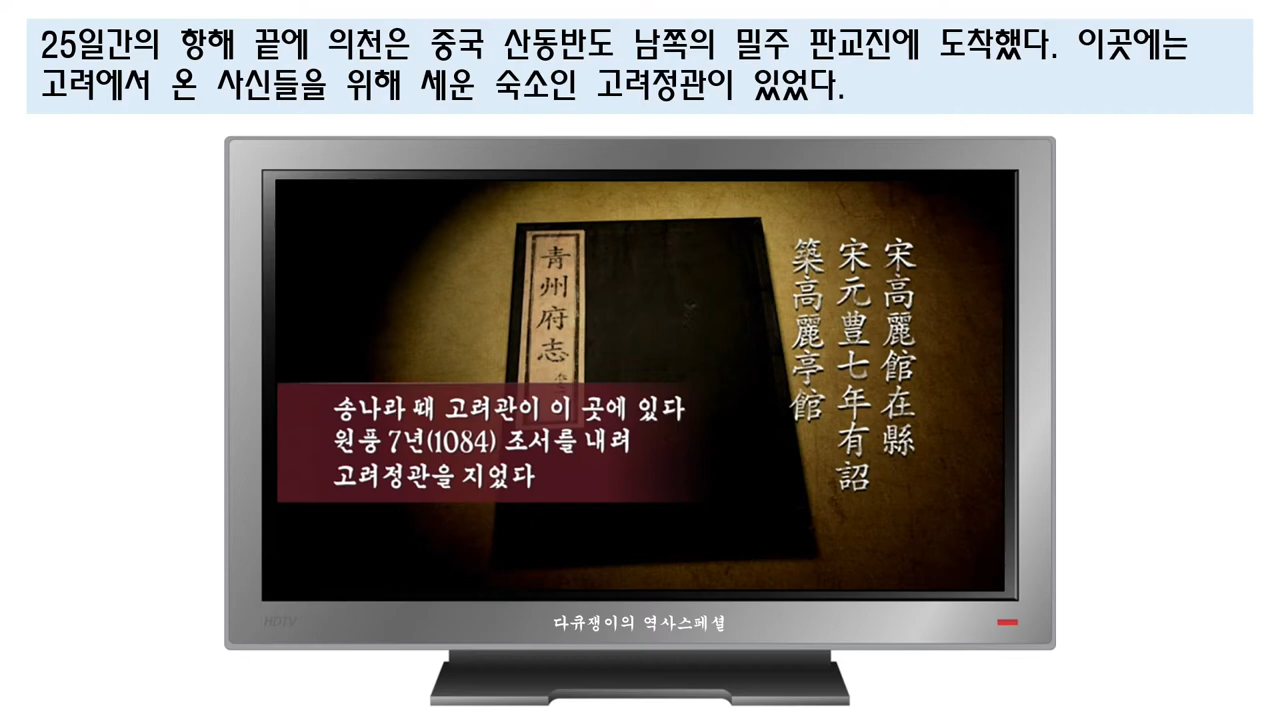 25일간의 항해 끝에 의천은 중국 산동반도 남쪽의 밀주 판교진에 도착했다. 이곳에는
고려에서 온 사신들을 위해 세운 숙소인 고려정관이 있었다.
宋高麗館在縣
宋元豊七年有詔
築高麗亭館
青州府志
송나라 때 고려관이 이 곳에 있다
원풍 7년(1084) 조서를 내려
고려정관을 지었다
HDTV
다큐쟁이의 역사스페셜